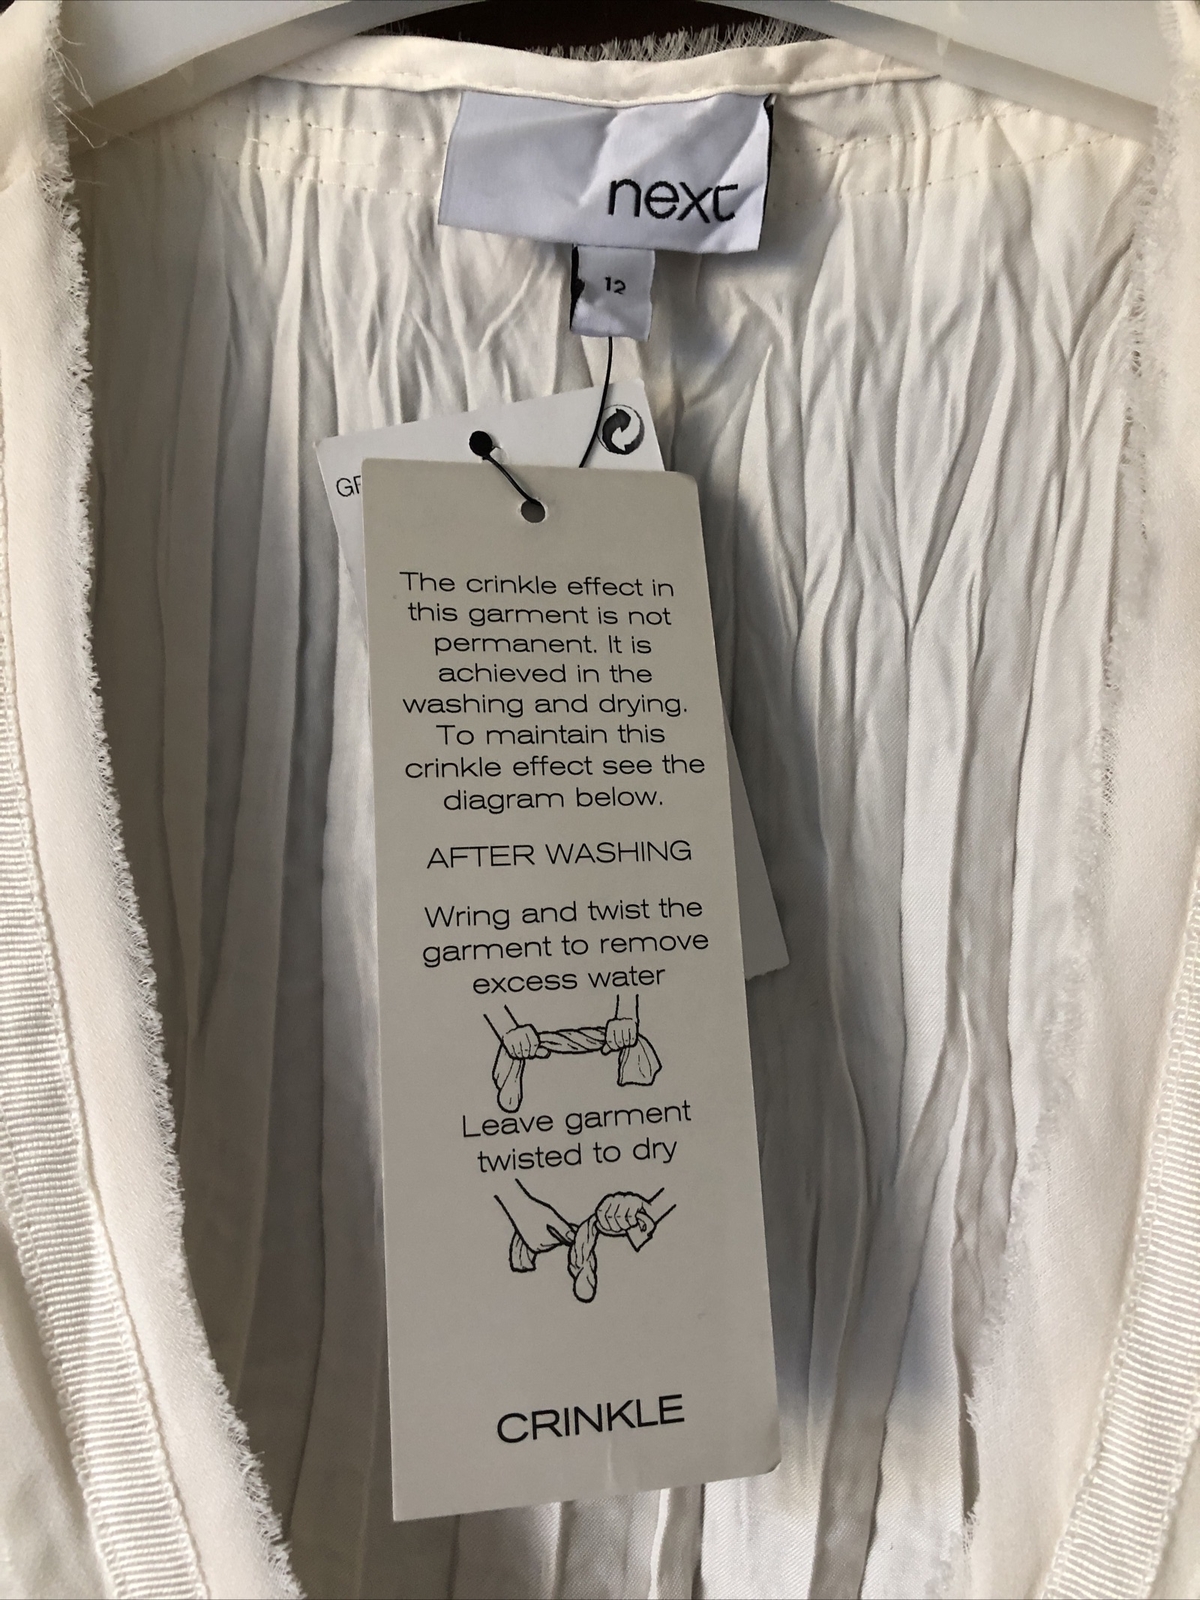 next
12
GF
The crinkle effect in
this garment is not
permanent. It is
achieved in the
washing and drying.
To maintain this
crinkle effect see the
diagram below.
AFTER WASHING
Wring and twist the
garment to remove
excess water
Leave garment
twisted to dry
CRINKLE